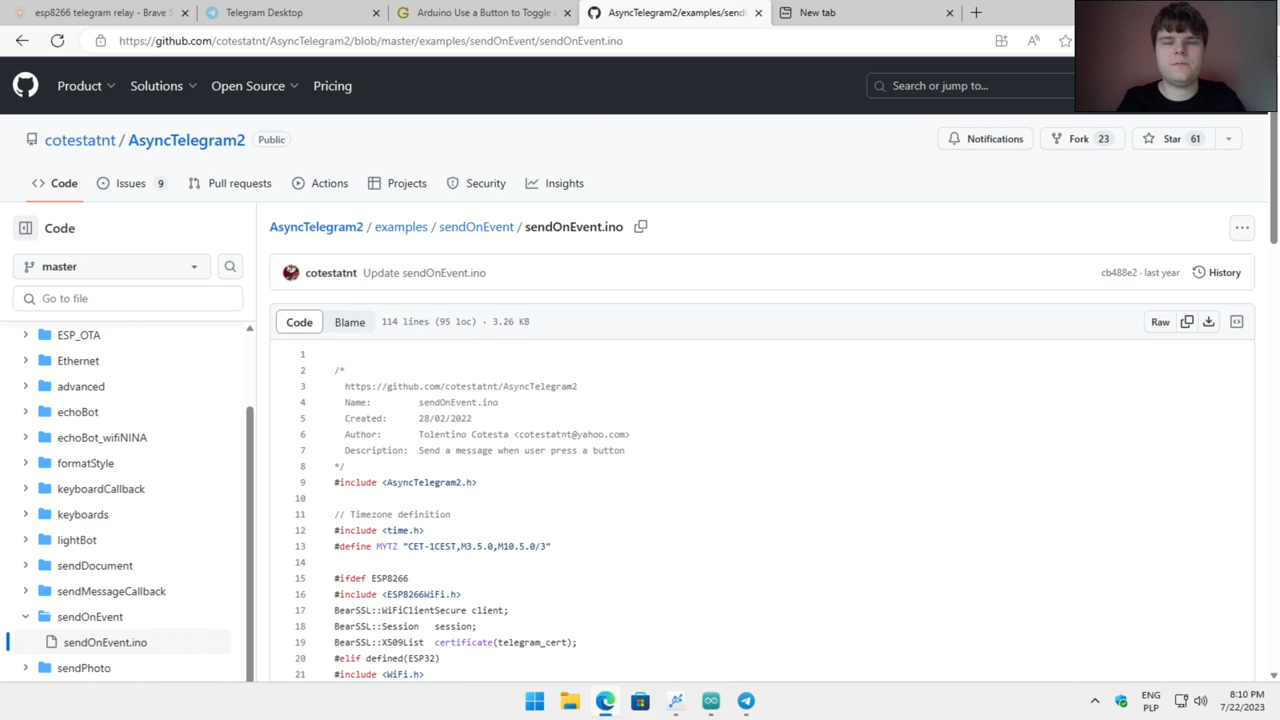 esp8266 telegram relay - Brave S
Telegram Desktop
Arduino Use a Button to Toggle a
AsyncTelegram2/examples/sendO
New tab
https://github.com/cotestatnt/AsyncTelegram2/blob/master/examples/sendOnEvent/sendOnEvent.ino
Product
Solutions
Open Source
Pricing
Search or jump to...
cotestatnt / AsyncTelegram2
Public
Notifications
Fork 23
Star 61
Code
Issues 9
Pull requests
Actions
Projects
Security
Insights
Code
master
Go to file
ESP_OTA
Ethernet
advanced
echoBot
echoBot_wifiNINA
formatStyle
keyboardCallback
keyboards
lightBot
sendDocument
sendMessageCallback
sendOnEvent
sendOnEvent.ino
sendPhoto
AsyncTelegram2 / examples / sendOnEvent / sendOnEvent.ino
cotestatnt Update sendOnEvent.ino
cb488e2 · last year
History
Code
Blame
114 lines (95 loc) · 3.26 KB
Raw
1
2 /*
3 https://github.com/cotestatnt/AsyncTelegram2
4 Name: sendOnEvent.ino
5 Created: 28/02/2022
6 Author: Tolentino Cotesta <cotestatnt@yahoo.com>
7 Description: Send a message when user press a button
8 */
9 #include <AsyncTelegram2.h>
10
11 // Timezone definition
12 #include <time.h>
13 #define MYTZ "CET-1CEST,M3.5.0,M10.5.0/3"
14
15 #ifdef ESP8266
16 #include <ESP8266WiFi.h>
17 BearSSL::WiFiClientSecure client;
18 BearSSL::Session session;
19 BearSSL::X509List certificate(telegram_cert);
20 #elif defined(ESP32)
21 #include <WiFi.h>
ENG
PLP
8:10 PM
7/22/2023